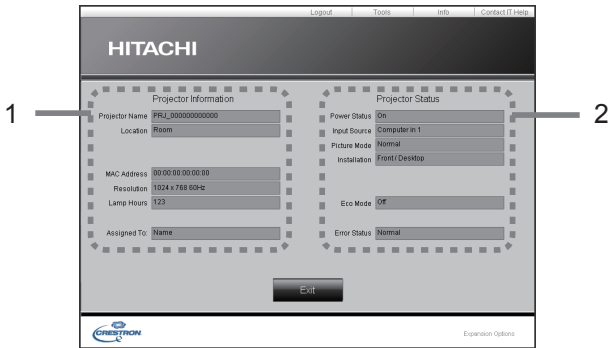 Logout Tools Info Contact IT Help
HITACHI
Projector Information
Projector Name PRJ_000000000000
Location Room
MAC Address 00:00:00:00:00:00
Resolution 1024 x 768 60Hz
Lamp Hours 123
Assigned To: Name
1
Projector Status
Power Status On
Input Source Computer in 1
Picture Mode Normal
Installation Front / Desktop
Eco Mode Off
Error Status Normal
2
Exit
CRESTRON
Expansion Options